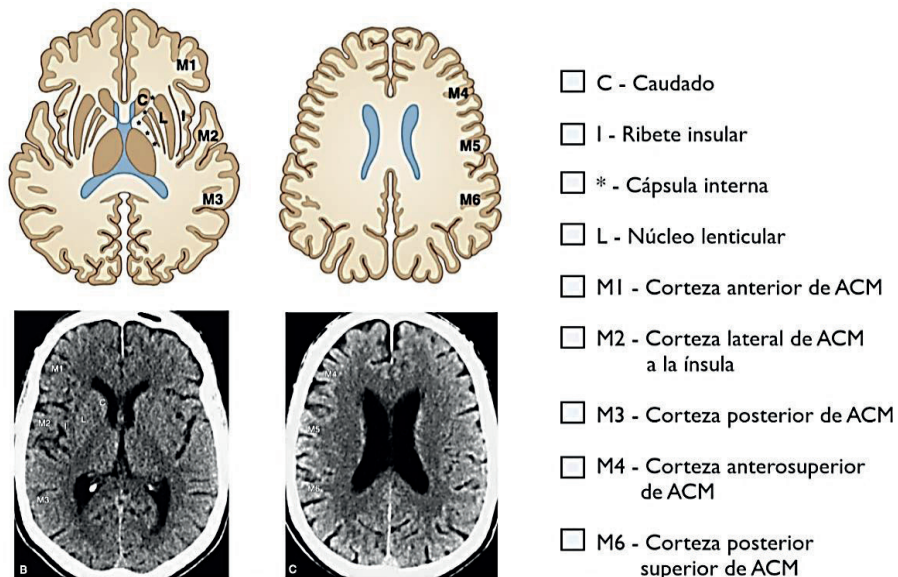 M1
C*
L
I
M2
M3
M4
M5
M6
M1
C
L
I
M2
M3
B
M4
M5
M6
C
C - Caudado
I - Ribete insular
* - Cápsula interna
L - Núcleo lenticular
M1 - Corteza anterior de ACM
M2 - Corteza lateral de ACM
a la ínsula
M3 - Corteza posterior de ACM
M4 - Corteza anterosuperior
de ACM
M6 - Corteza posterior
superior de ACM